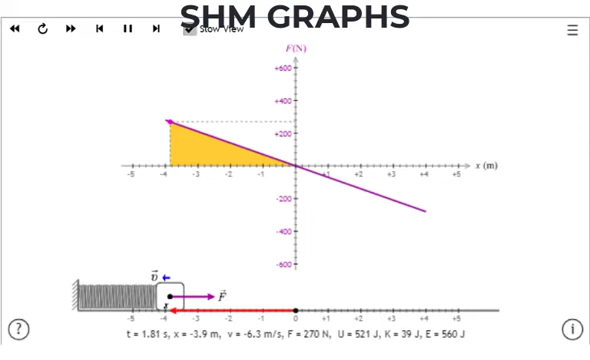 SHM GRAPHS
Stow View
F(N)
+600
+400
+200
-5 -4 -3 -2 -1 +1 +2 +3 +4 +5 x (m)
-200
-400
-600
υ
F
x
-4 -3 -2 -1 0 +1 +2 +3 +4 +5
? i
t = 1.81 s, x = -3.9 m, v = -6.3 m/s, F = 270 N, U = 521 J, K = 39 J, E = 560 J